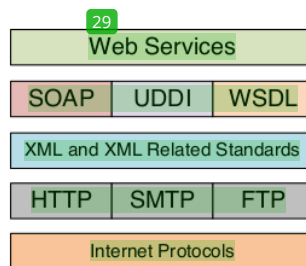 29
Web Services
SOAP UDDI WSDL
XML and XML Related Standards
HTTP SMTP FTP
Internet Protocols